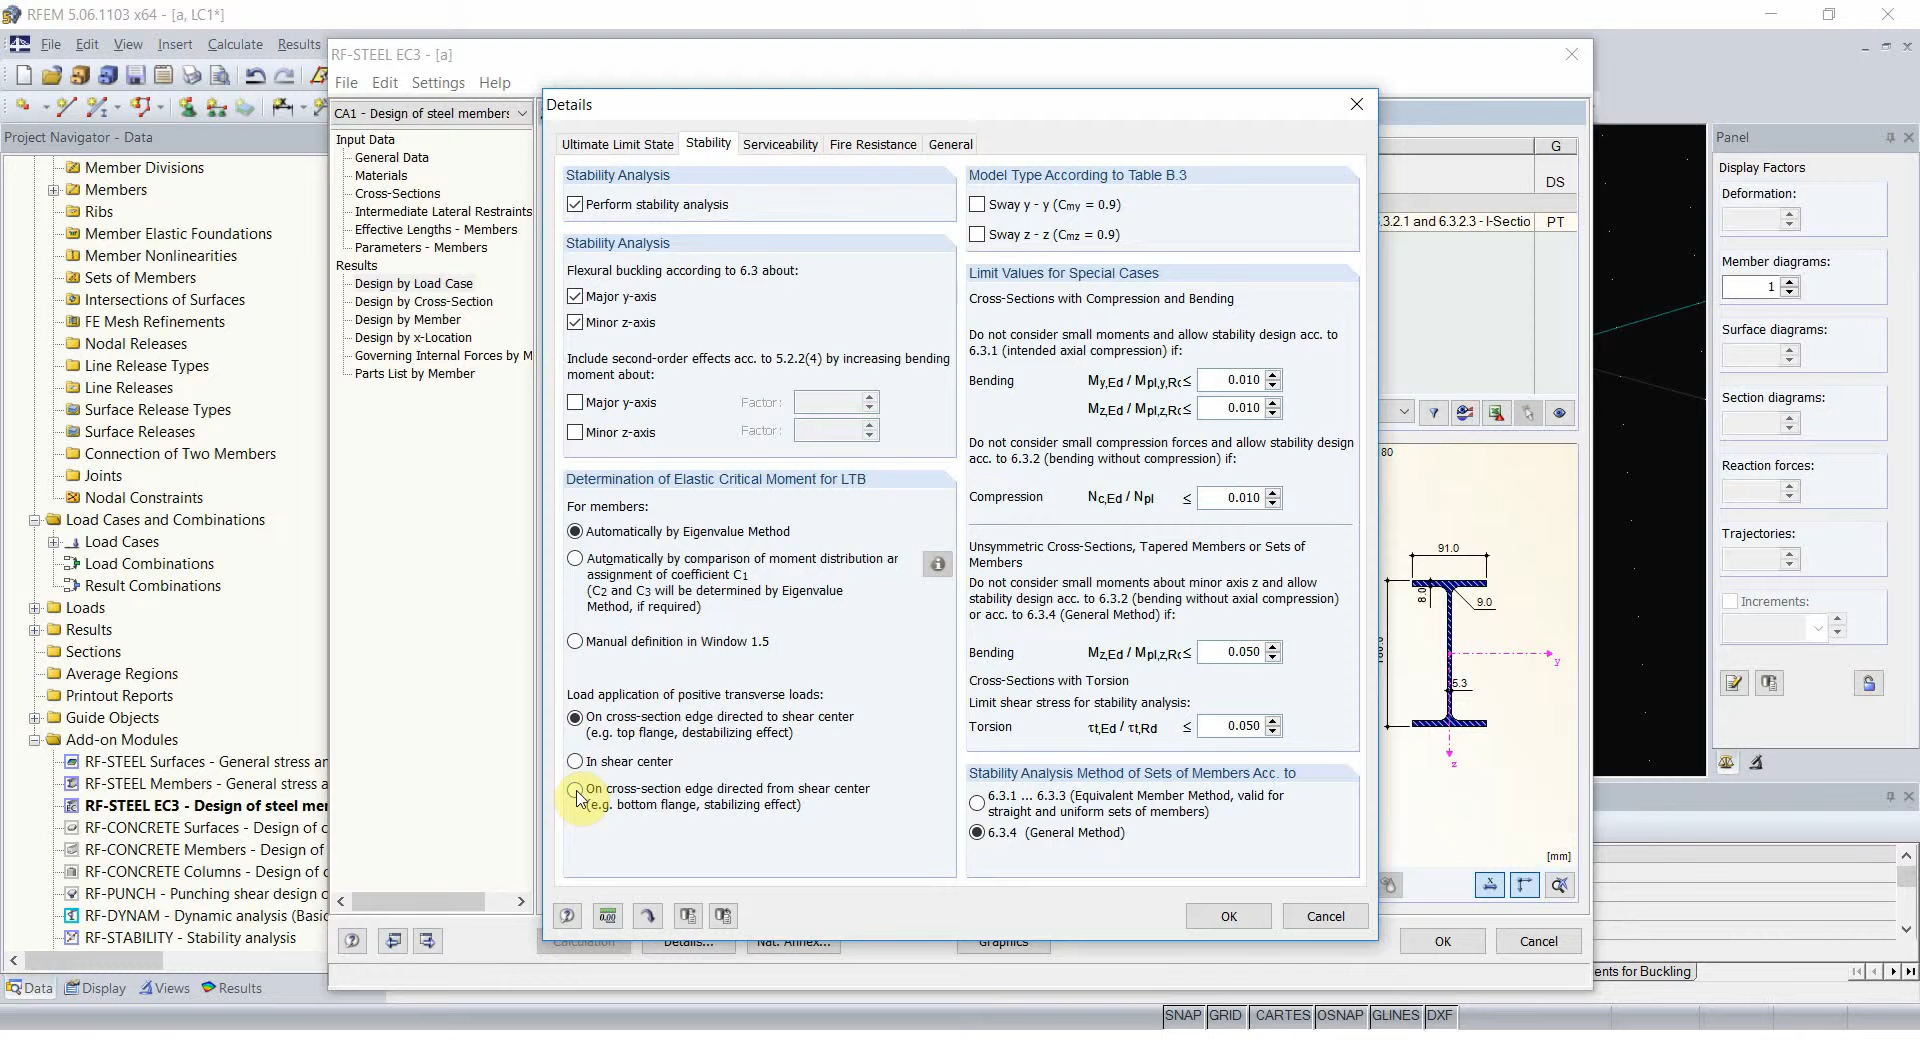 RFEM 5.06.1103 x64 - [a, LC1*]
File Edit View Insert Calculate Results
RF-STEEL EC3 - [a]
File Edit Settings Help
Project Navigator - Data
Member Divisions
Members
Ribs
Member Elastic Foundations
Member Nonlinearities
Sets of Members
Intersections of Surfaces
FE Mesh Refinements
Nodal Releases
Line Release Types
Line Releases
Surface Release Types
Surface Releases
Connection of Two Members
Joints
Nodal Constraints
Load Cases and Combinations
Load Cases
Load Combinations
Result Combinations
Loads
Results
Sections
Average Regions
Printout Reports
Guide Objects
Add-on Modules
RF-STEEL Surfaces - General stress an
RF-STEEL Members - General stress a
RF-STEEL EC3 - Design of steel mer
RF-CONCRETE Surfaces - Design of c
RF-CONCRETE Members - Design of
RF-CONCRETE Columns - Design of
RF-PUNCH - Punching shear design o
RF-DYNAM - Dynamic analysis (Basic
RF-STABILITY - Stability analysis
Data Display Views Results
CA1 - Design of steel members
Input Data
General Data
Materials
Cross-Sections
Intermediate Lateral Restraints
Effective Lengths - Members
Parameters - Members
Results
Design by Load Case
Design by Cross-Section
Design by Member
Design by x-Location
Governing Internal Forces by M
Parts List by Member
Details
Ultimate Limit State Stability Serviceability Fire Resistance General
Stability Analysis
Perform stability analysis
Stability Analysis
Flexural buckling according to 6.3 about:
Major y-axis
Minor z-axis
Include second-order effects acc. to 5.2.2(4) by increasing bending
moment about:
Major y-axis Factor:
Minor z-axis Factor:
Determination of Elastic Critical Moment for LTB
For members:
Automatically by Eigenvalue Method
Automatically by comparison of moment distribution ar
assignment of coefficient C1
(C2 and C3 will be determined by Eigenvalue
Method, if required)
Manual definition in Window 1.5
Load application of positive transverse loads:
On cross-section edge directed to shear center
(e.g. top flange, destabilizing effect)
In shear center
On cross-section edge directed from shear center
(e.g. bottom flange, stabilizing effect)
Model Type According to Table B.3
Sway y - y (Cmy = 0.9)
Sway z - z (Cmz = 0.9)
Limit Values for Special Cases
Cross-Sections with Compression and Bending
Do not consider small moments and allow stability design acc. to
6.3.1 (intended axial compression) if:
Bending My,Ed / Mpl,y,Rc ≤ 0.010
Mz,Ed / Mpl,z,Rc ≤ 0.010
Do not consider small compression forces and allow stability design
acc. to 6.3.2 (bending without compression) if:
Compression Nc,Ed / Npl ≤ 0.010
Unsymmetric Cross-Sections, Tapered Members or Sets of
Members
Do not consider small moments about minor axis z and allow
stability design acc. to 6.3.2 (bending without axial compression)
or acc. to 6.3.4 (General Method) if:
Bending Mz,Ed / Mpl,z,Rc ≤ 0.050
Cross-Sections with Torsion
Limit shear stress for stability analysis:
Torsion τt,Ed / τt,Rd ≤ 0.050
Stability Analysis Method of Sets of Members Acc. to
6.3.1 ... 6.3.3 (Equivalent Member Method, valid for
straight and uniform sets of members)
6.3.4 (General Method)
0.00
OK Cancel
Calculation Details... Nat. Annex... Graphics
OK Cancel
G
DS
.3.2.1 and 6.3.2.3 - I-Sectio PT
80
91.0
8.0
9.0
5.3
y
z
[mm]
Panel
Display Factors
Deformation:
Member diagrams:
1
Surface diagrams:
Section diagrams:
Reaction forces:
Trajectories:
Increments:
ents for Buckling
SNAP GRID CARTES OSNAP GLINES DXF